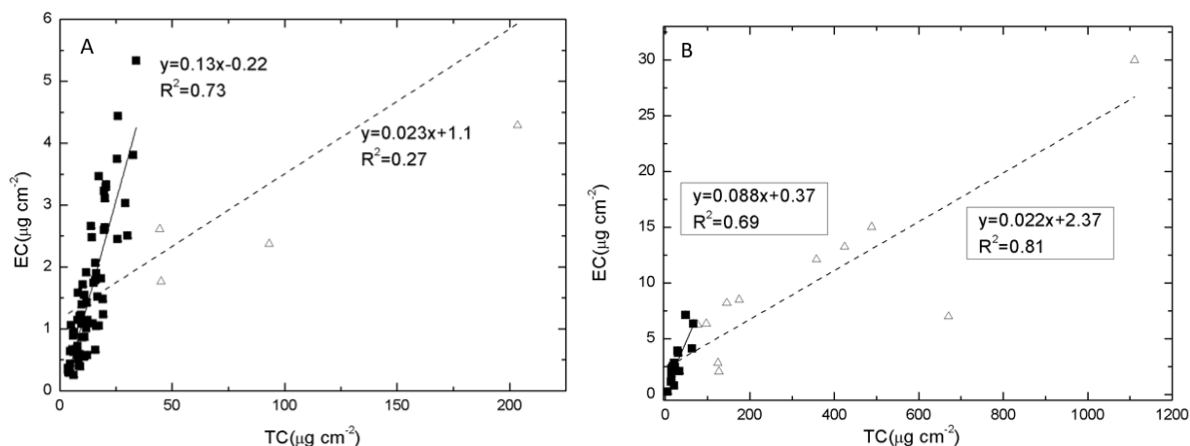 A
y=0.13x-0.22
R²=0.73
y=0.023x+1.1
R²=0.27
EC(μg cm⁻²)
6
5
4
3
2
1
0
0 50 100 150 200
TC(μg cm⁻²)
B
y=0.088x+0.37
R²=0.69
y=0.022x+2.37
R²=0.81
EC(μg cm⁻²)
30
25
20
15
10
5
0
0 200 400 600 800 1000 1200
TC(μg cm⁻²)